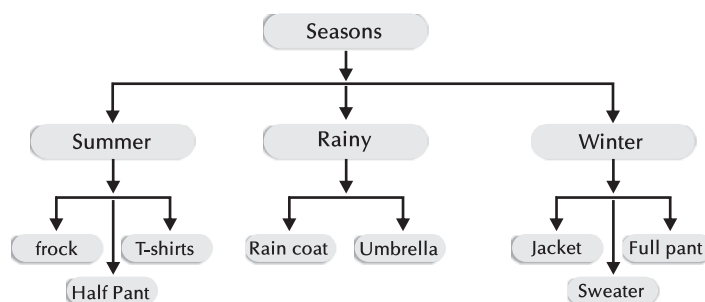 Seasons
Summer
Rainy
Winter
frock
T-shirts
Rain coat
Umbrella
Jacket
Full pant
Half Pant
Sweater